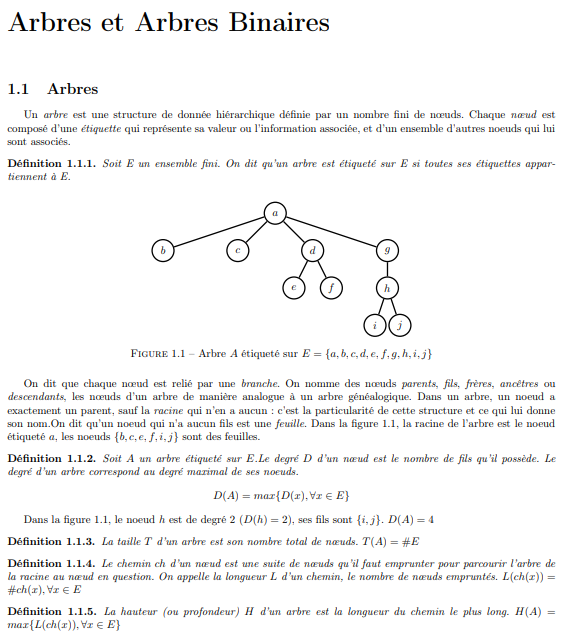 Arbres et Arbres Binaires
1.1 Arbres
Un arbre est une structure de donnée hiérarchique définie par un nombre fini de nœuds. Chaque nœud est
composé d'une étiquette qui représente sa valeur ou l'information associée, et d'un ensemble d'autres noeuds qui lui
sont associés.
Définition 1.1.1. Soit E un ensemble fini. On dit qu'un arbre est étiqueté sur E si toutes ses étiquettes appar-
tiennent à E.
a
b c d g
e f h
i j
Figure 1.1 – Arbre A étiqueté sur E = {a, b, c, d, e, f, g, h, i, j}
On dit que chaque nœud est relié par une branche. On nomme des nœuds parents, fils, frères, ancêtres ou
descendants, les nœuds d'un arbre de manière analogue à un arbre généalogique. Dans un arbre, un noeud a
exactement un parent, sauf la racine qui n'en a aucun : c'est la particularité de cette structure et ce qui lui donne
son nom.On dit qu'un noeud qui n'a aucun fils est une feuille. Dans la figure 1.1, la racine de l'arbre est le noeud
étiqueté a, les noeuds {b, c, e, f, i, j} sont des feuilles.
Définition 1.1.2. Soit A un arbre étiqueté sur E.Le degré D d'un nœud est le nombre de fils qu'il possède. Le
degré d'un arbre correspond au degré maximal de ses noeuds.
D(A) = max{D(x), ∀x ∈ E}
Dans la figure 1.1, le noeud h est de degré 2 (D(h) = 2), ses fils sont {i, j}. D(A) = 4
Définition 1.1.3. La taille T d'un arbre est son nombre total de nœuds. T(A) = #E
Définition 1.1.4. Le chemin ch d'un nœud est une suite de nœuds qu'il faut emprunter pour parcourir l'arbre de
la racine au nœud en question. On appelle la longueur L d'un chemin, le nombre de nœuds empruntés. L(ch(x)) =
#ch(x), ∀x ∈ E
Définition 1.1.5. La hauteur (ou profondeur) H d'un arbre est la longueur du chemin le plus long. H(A) =
max{L(ch(x)), ∀x ∈ E}